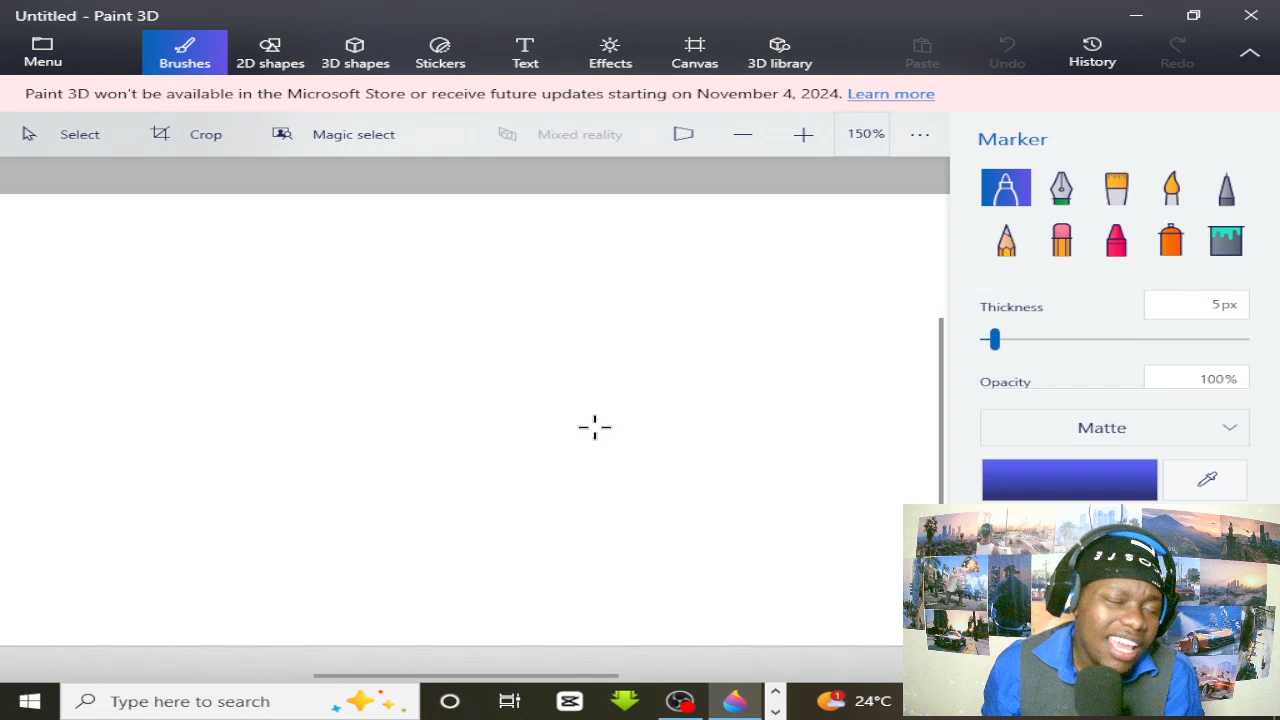 Untitled - Paint 3D
Menu Brushes 2D shapes 3D shapes Stickers Text Effects Canvas 3D library Paste Undo History Redo
Paint 3D won't be available in the Microsoft Store or receive future updates starting on November 4, 2024. Learn more
Select Crop Magic select Mixed reality 150% ...
Marker
Thickness 5px
Opacity 100%
Matte
Type here to search
1
24°C